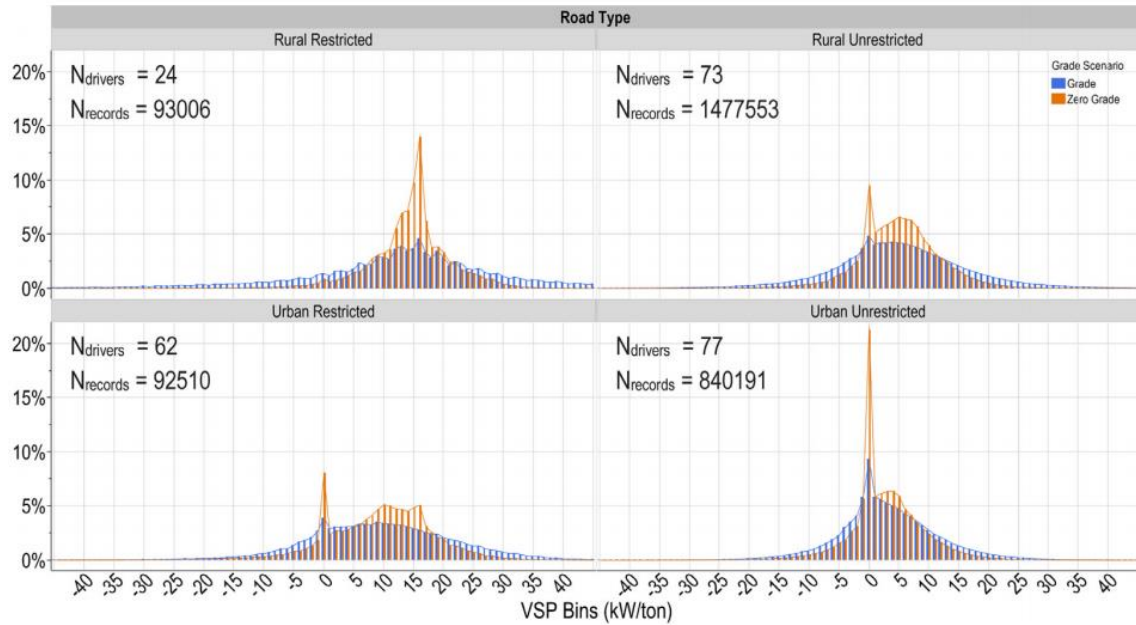 Road Type
Rural Restricted
Rural Unrestricted
20%
15%
10%
5%
0%
Ndrivers = 24
Nrecords = 93006
Ndrivers = 73
Nrecords = 1477553
Grade Scenario
Grade
Zero Grade
Urban Restricted
Urban Unrestricted
20%
15%
10%
5%
0%
Ndrivers = 62
Nrecords = 92510
Ndrivers = 77
Nrecords = 840191
-40 -35 -30 -25 -20 -15 -10 -5 0 5 10 15 20 25 30 35 40
-40 -35 -30 -25 -20 -15 -10 -5 0 5 10 15 20 25 30 35 40
VSP Bins (kW/ton)